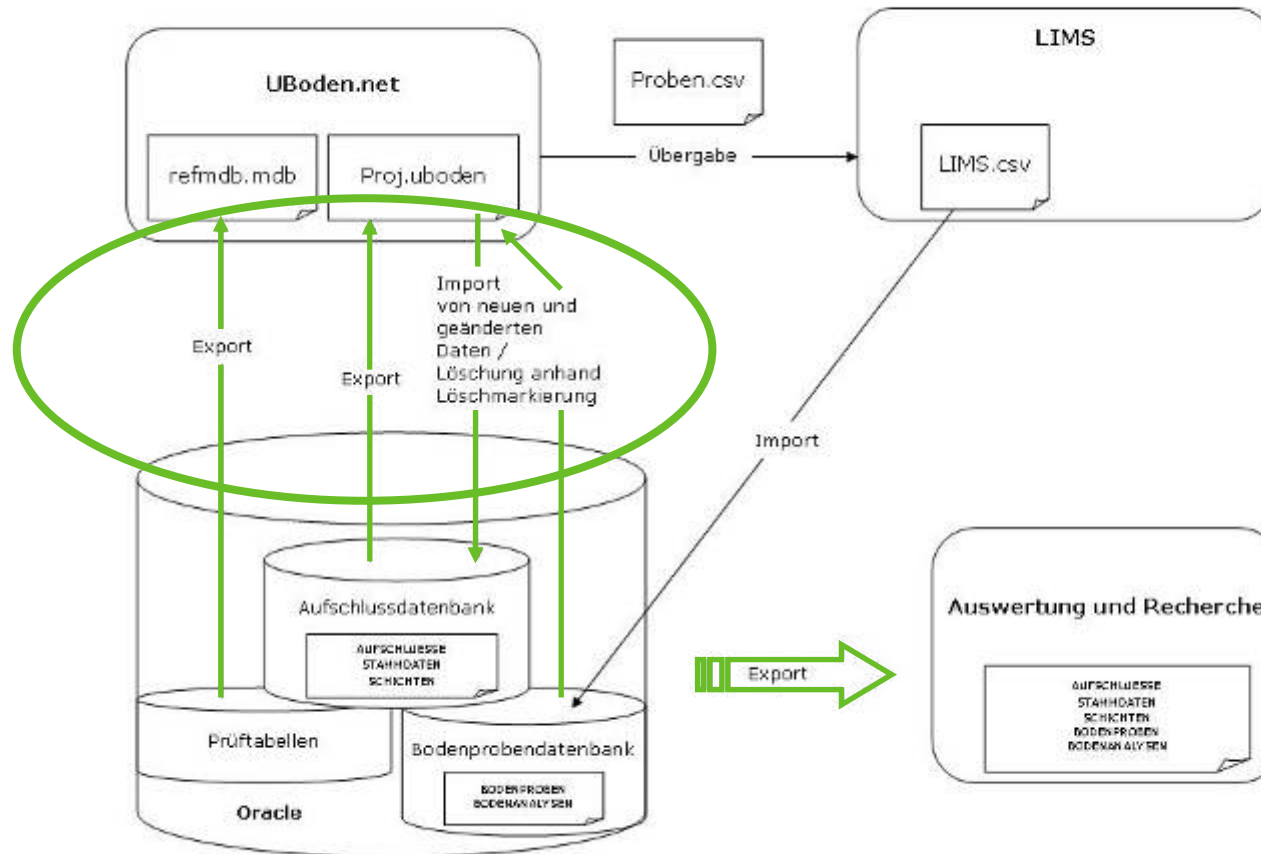 UBoden.net
refmdb.mdb
Proj.uboden
Proben.csv
Übergabe
LIMS
LIMS.csv
Export
Export
Import
von neuen und
geänderten
Daten /
Löschung anhand
Löschmarkierung
Import
Aufschlussdatenbank
AUFSCHLUESSE
STAMMDATEN
SCHICHTEN
Prüftabellen
Bodenprobendatenbank
BODENPROBEN
BODENANALYSEN
Oracle
Export
Auswertung und Recherche
AUFSCHLUESSE
STAMMDATEN
SCHICHTEN
BODENPROBEN
BODENANALYSEN